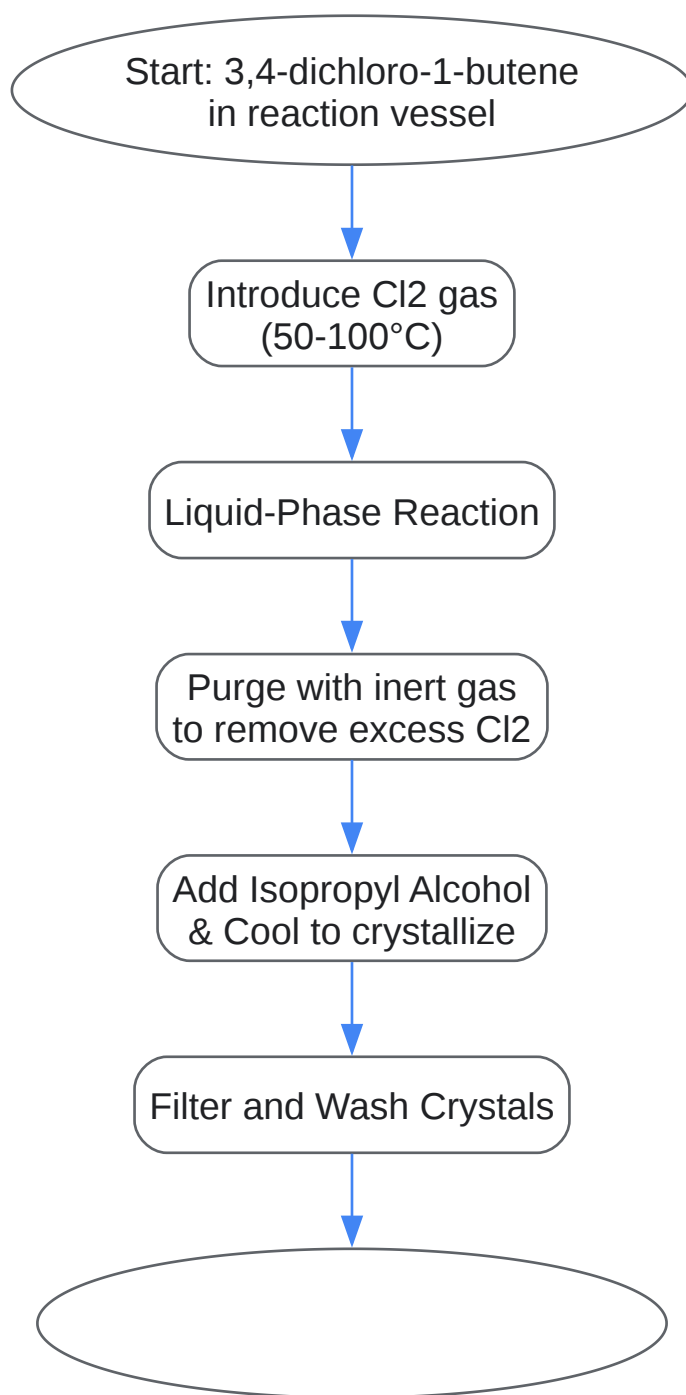 Start: 3,4-dichloro-1-butene
in reaction vessel
Introduce Cl2 gas
(50-100°C)
Liquid-Phase Reaction
Purge with inert gas
to remove excess Cl2
Add Isopropyl Alcohol
& Cool to crystallize
Filter and Wash Crystals